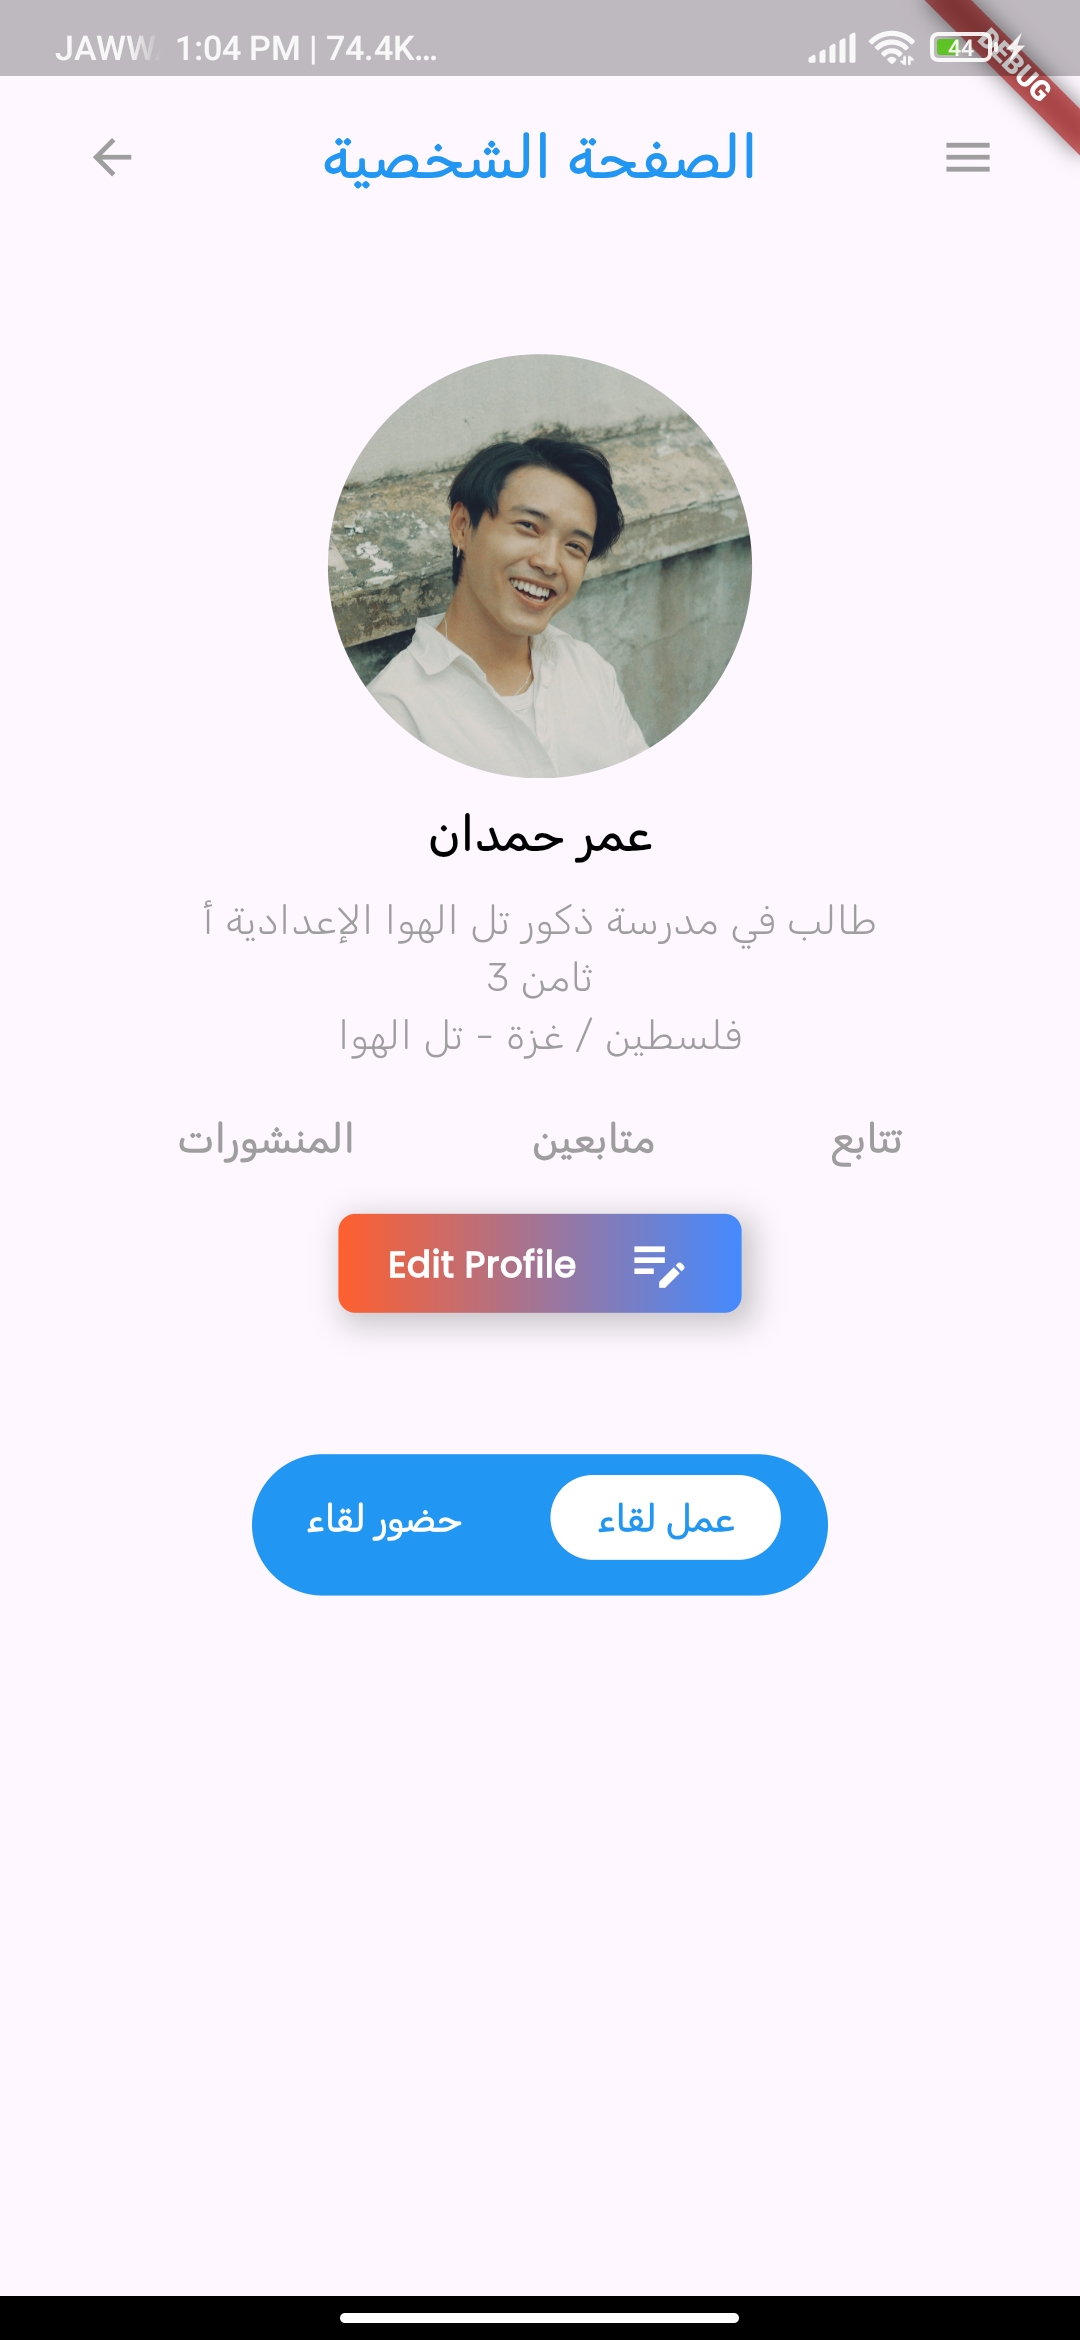 JAWW 1:04 PM | 74.4K...
44
DEBUG
الصفحة الشخصية
عمر حمدان
طالب في مدرسة ذكور تل الهوا الإعدادية أ
ثامن 3
فلسطين / غزة - تل الهوا
تتابع متابعين المنشورات
Edit Profile
عمل لقاء حضور لقاء